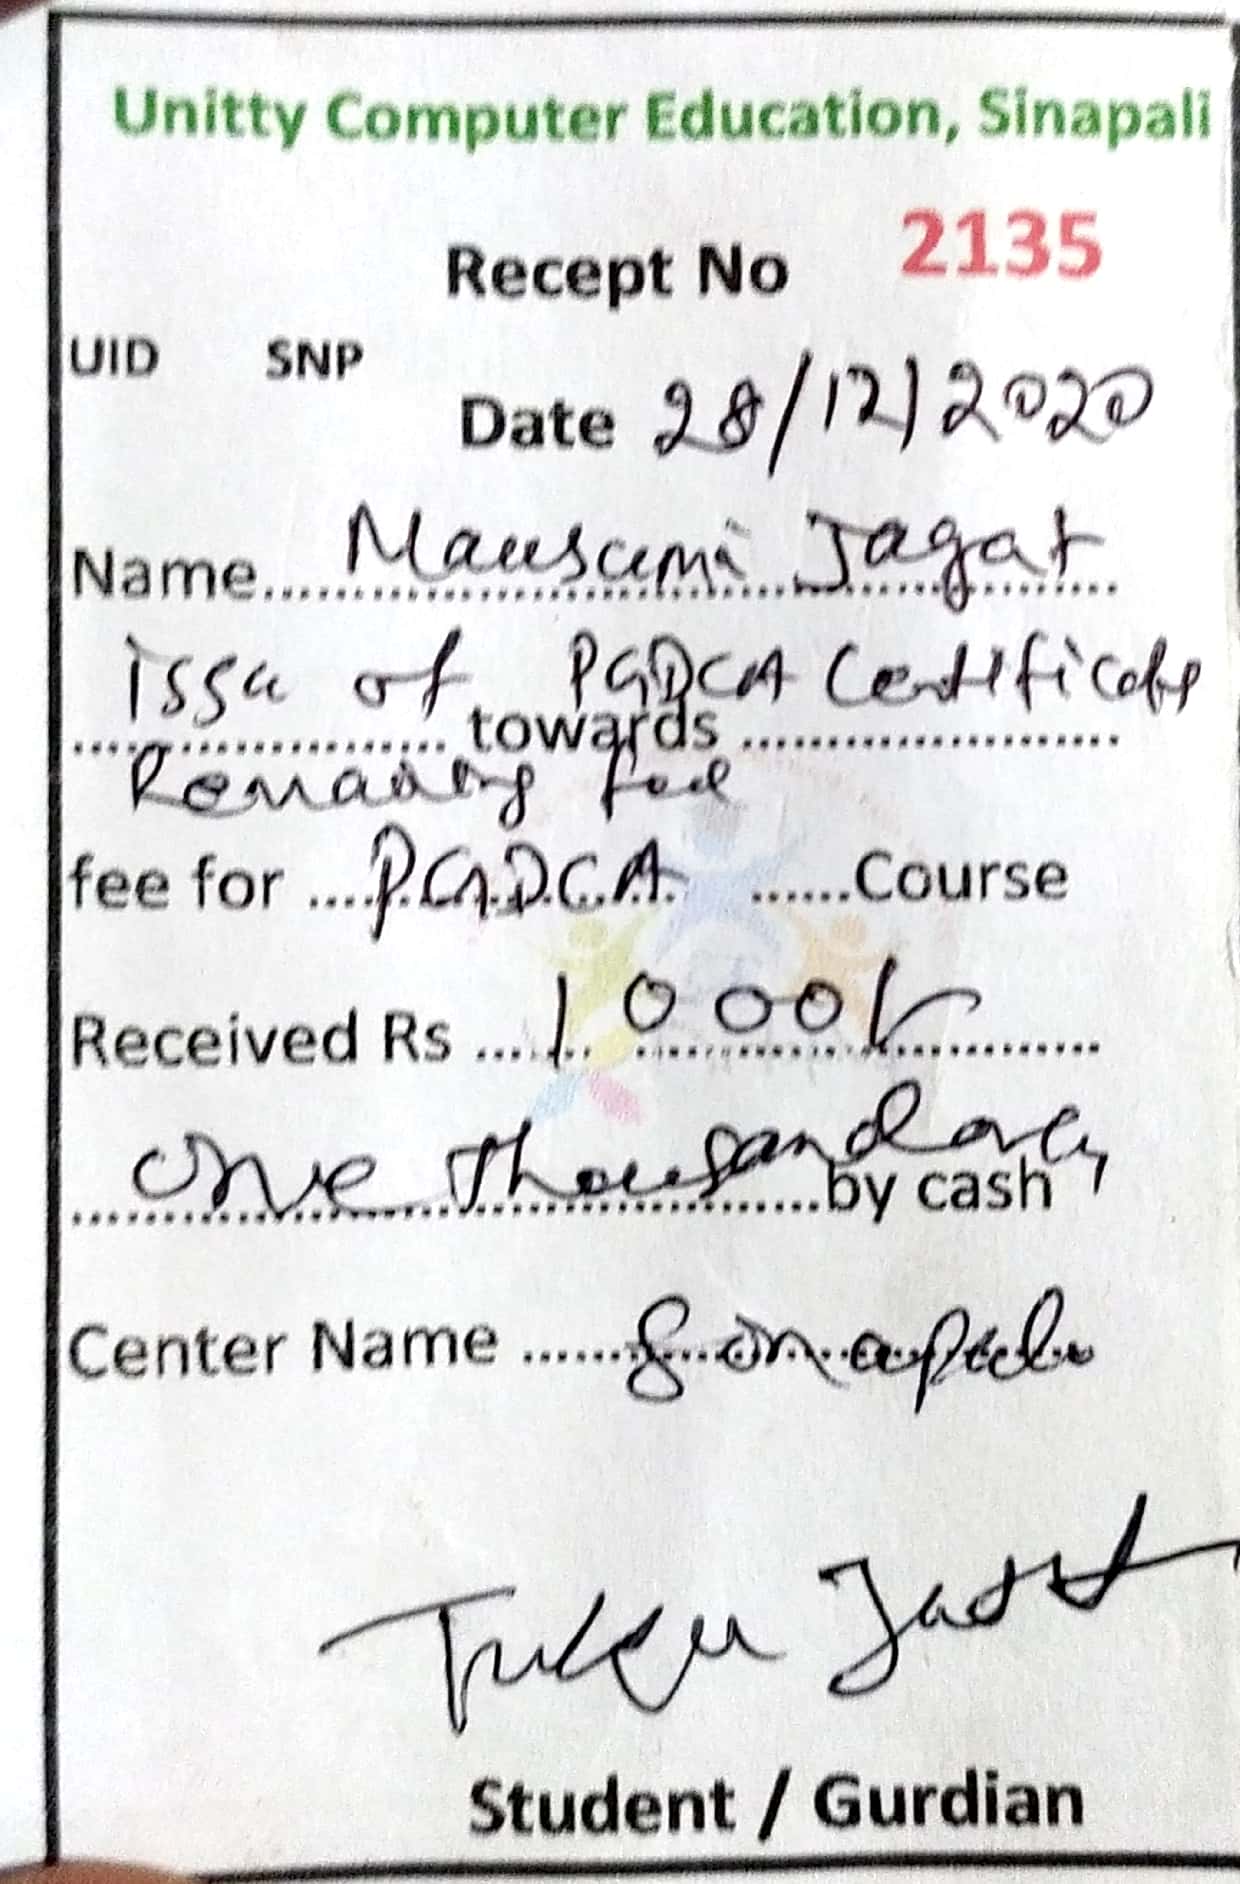 Unitty Computer Education, Sinapali
Recept No 2135
UID SNP
Date 28/12/2020
Name.... Mausumi Jagat
issu of PGDCA Certificate
.... towards ....
Remaining fee
fee for ....P.G.D.C.A. ......Course
Received Rs ....1000/-....
One thousand only
....by cash
Center Name ......Sinapali
Jagat
Student / Gurdian